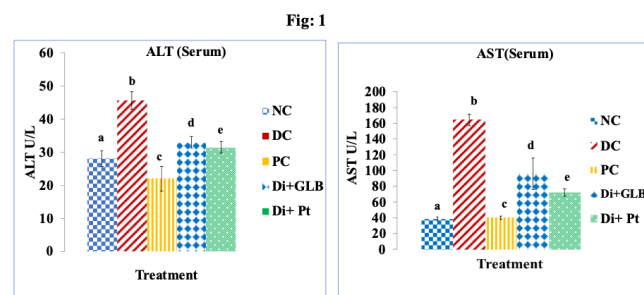 Fig: 1
ALT (Serum)
60
50
40
30
20
10
0
ALT U/L
a
b
c
d
e
Treatment
NC
DC
PC
Di+GLB
Di+ Pt
AST(Serum)
200
180
160
140
120
100
80
60
40
20
0
AST U/L
a
b
c
d
e
Treatment
NC
DC
PC
Di+GLB
Di+ Pt